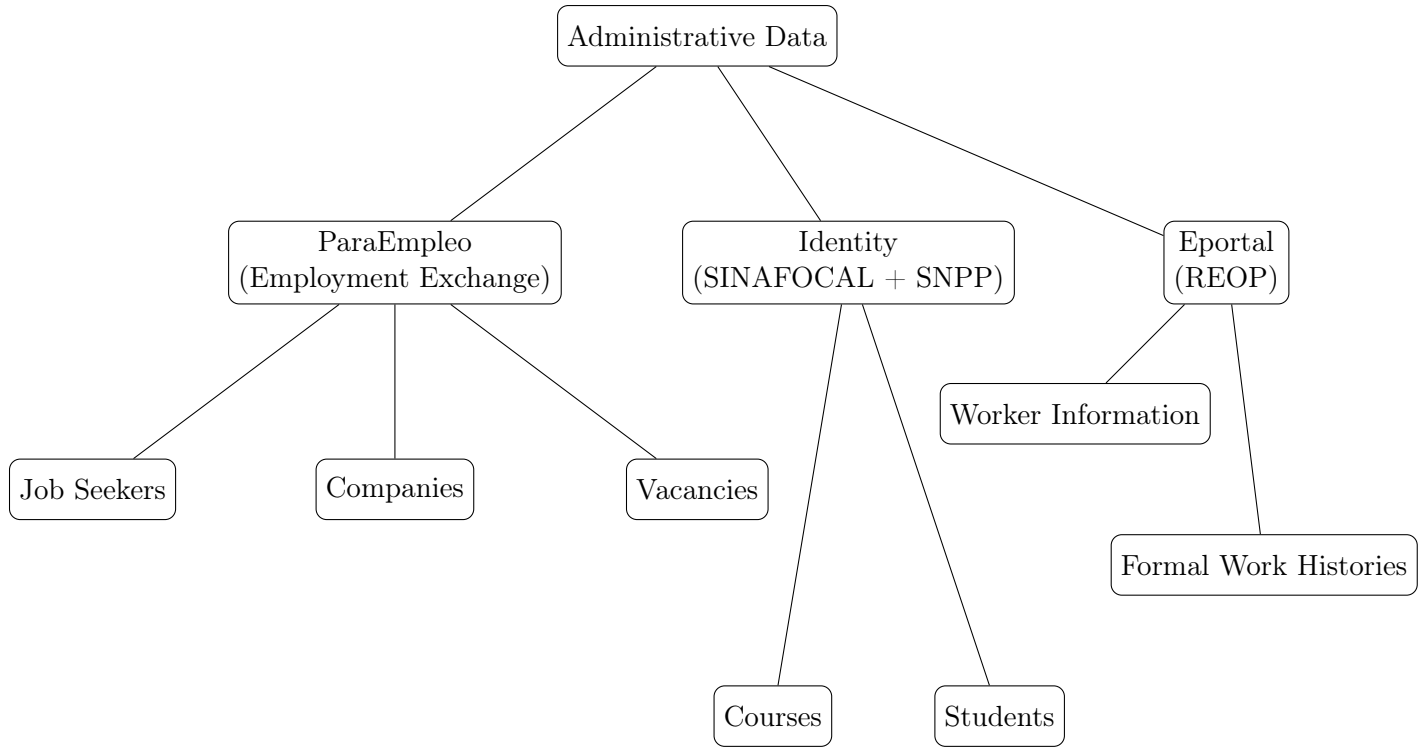 Administrative Data
ParaEmpleo
(Employment Exchange)
Identity
(SINAFOCAL + SNPP)
Eportal
(REOP)
Worker Information
Job Seekers
Companies
Vacancies
Formal Work Histories
Courses
Students